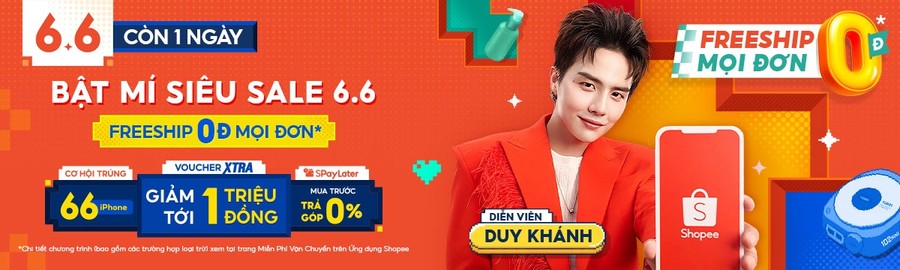 6.6
CÒN 1 NGÀY
BẬT MÍ SIÊU SALE 6.6
FREESHIP 0Đ MỌI ĐƠN*
CƠ HỘI TRÚNG
66 iPhone
VOUCHER XTRA
GIẢM TỚI 1 TRIỆU ĐỒNG
SPayLater
MUA TRƯỚC
TRẢ GÓP 0%
*Chi tiết chương trình (bao gồm các trường hợp loại trừ) xem tại trang Miễn Phí Vận Chuyển trên Ứng dụng Shopee
DIỄN VIÊN
DUY KHÁNH
S
Shopee
FREESHIP
MỌI ĐƠN
0Đ*